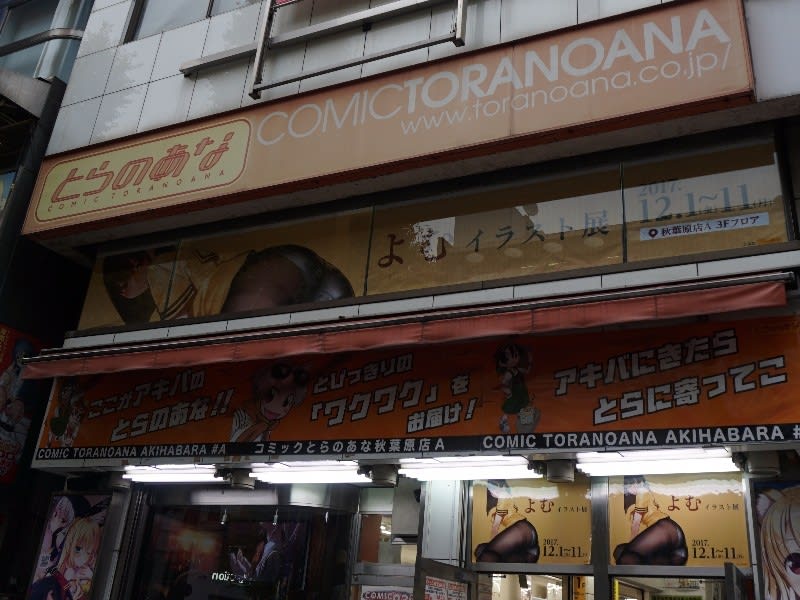 COMIC TORANOANA
www.toranoana.co.jp/
とらのあな
COMIC TORANOANA
よむ イラスト展
2017.
12.1(金)~11(月)
秋葉原店A 3Fフロア
ここがアキバの
とらのあな!!
とびっきりの
「ワクワク」を
お届け!
アキバにきたら
とらに寄ってこ
COMIC TORANOANA AKIHABARA #A
コミックとらのあな秋葉原店A
COMIC TORANOANA AKIHABARA #
よむ イラスト展
2017.
12.1~11
よむ イラスト展
2017.
12.1~11
COMIC